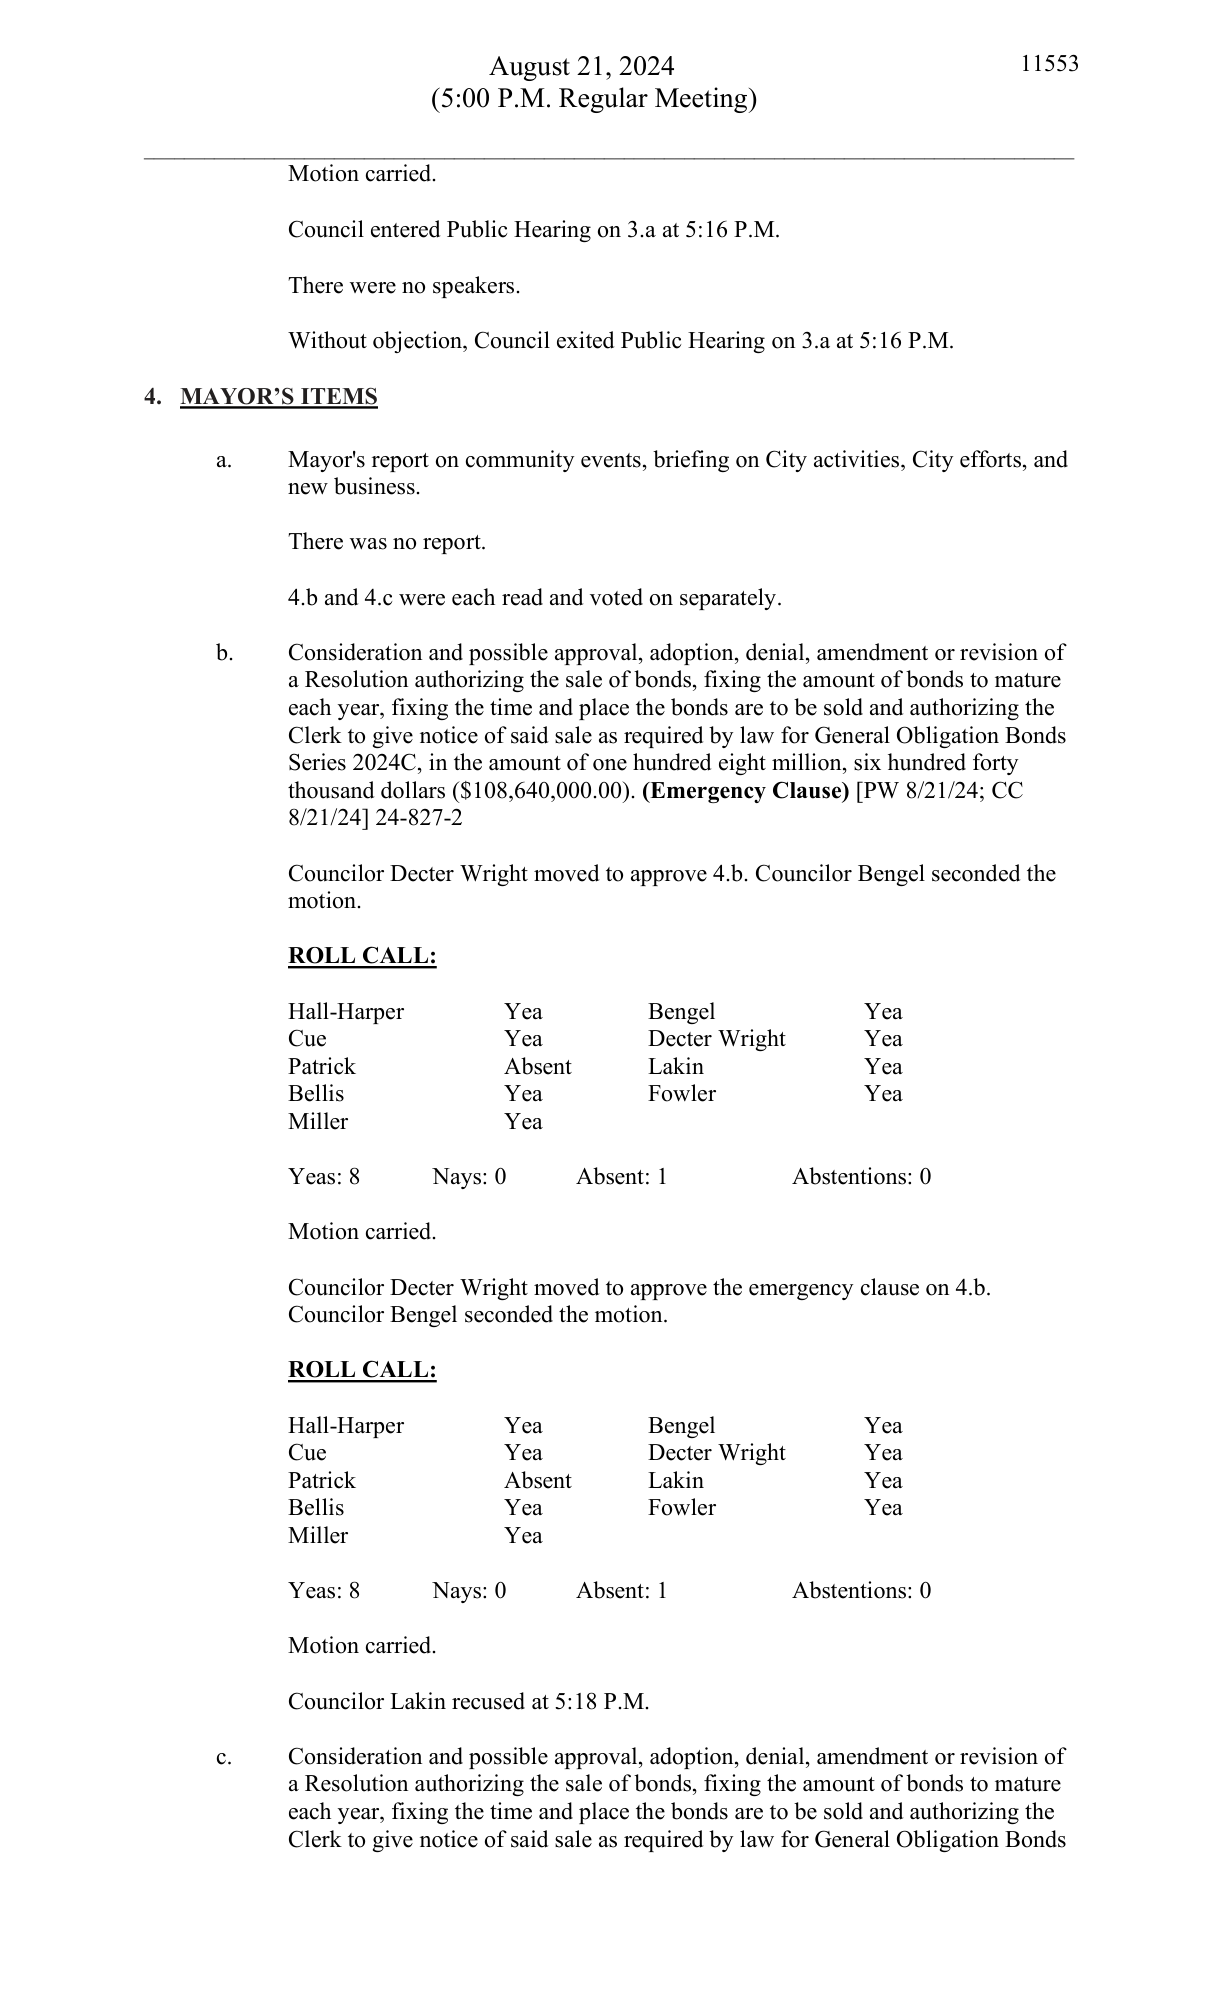 August 21, 2024
11553
(5:00 P.M. Regular Meeting)
Motion carried.
Council entered Public Hearing on 3.a at 5:16 P.M.
There were no speakers.
Without objection, Council exited Public Hearing on 3.a at 5:16 P.M.
4. MAYOR’S ITEMS
a. Mayor's report on community events, briefing on City activities, City efforts, and
new business.
There was no report.
4.b and 4.c were each read and voted on separately.
b. Consideration and possible approval, adoption, denial, amendment or revision of
a Resolution authorizing the sale of bonds, fixing the amount of bonds to mature
each year, fixing the time and place the bonds are to be sold and authorizing the
Clerk to give notice of said sale as required by law for General Obligation Bonds
Series 2024C, in the amount of one hundred eight million, six hundred forty
thousand dollars ($108,640,000.00). (Emergency Clause) [PW 8/21/24; CC
8/21/24] 24-827-2
Councilor Decter Wright moved to approve 4.b. Councilor Bengel seconded the
motion.
ROLL CALL:
Hall-Harper Yea Bengel Yea
Cue Yea Decter Wright Yea
Patrick Absent Lakin Yea
Bellis Yea Fowler Yea
Miller Yea
Yeas: 8 Nays: 0 Absent: 1 Abstentions: 0
Motion carried.
Councilor Decter Wright moved to approve the emergency clause on 4.b.
Councilor Bengel seconded the motion.
ROLL CALL:
Hall-Harper Yea Bengel Yea
Cue Yea Decter Wright Yea
Patrick Absent Lakin Yea
Bellis Yea Fowler Yea
Miller Yea
Yeas: 8 Nays: 0 Absent: 1 Abstentions: 0
Motion carried.
Councilor Lakin recused at 5:18 P.M.
c. Consideration and possible approval, adoption, denial, amendment or revision of
a Resolution authorizing the sale of bonds, fixing the amount of bonds to mature
each year, fixing the time and place the bonds are to be sold and authorizing the
Clerk to give notice of said sale as required by law for General Obligation Bonds